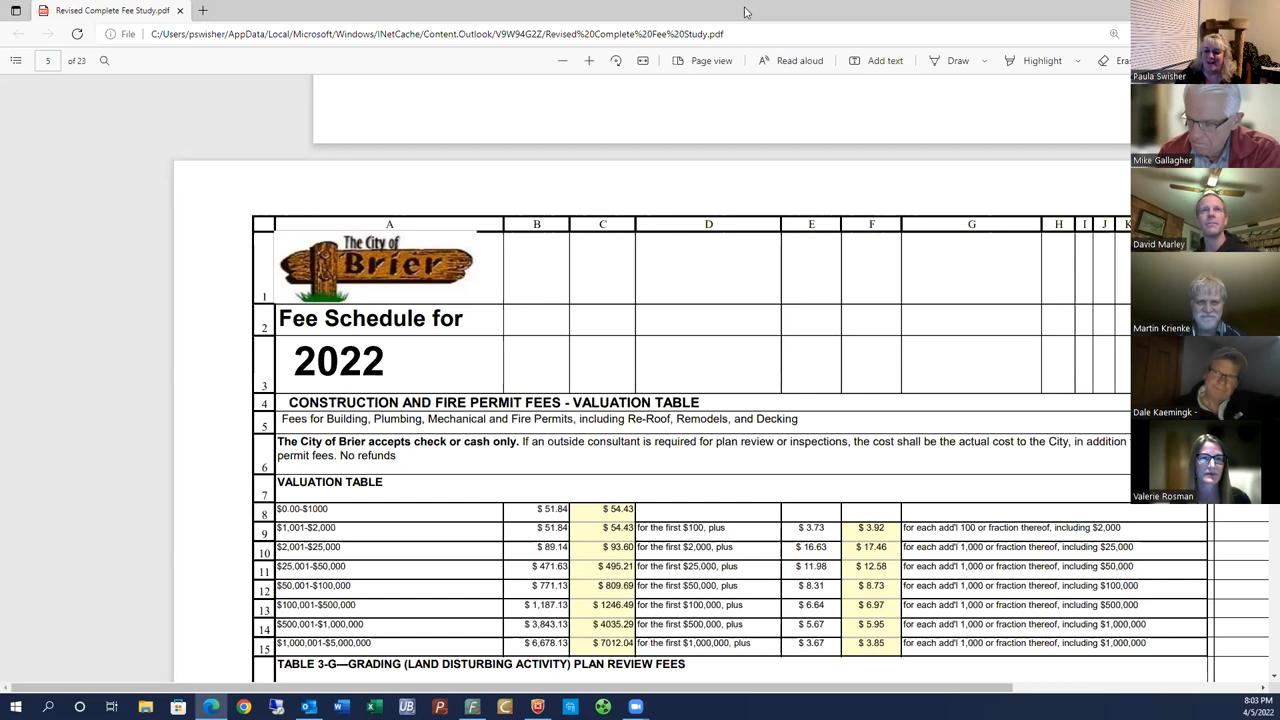 Revised Complete Fee Study.pdf
File
C:/Users/pswisher/AppData/Local/Microsoft/Windows/INetCache/Content.Outlook/V9W94G2Z/Revised%20Complete%20Fee%20Study.pdf
5 of 23
Page view
Read aloud
Add text
Draw
Highlight
Eras
Paula Swisher
Mike Gallagher
David Marley
Martin Krienke
Dale Kaemingk -
Valerie Rosman
A B C D E F G H I J K
The City of
Brier
1
2 Fee Schedule for
3 2022
4 CONSTRUCTION AND FIRE PERMIT FEES - VALUATION TABLE
5 Fees for Building, Plumbing, Mechanical and Fire Permits, including Re-Roof, Remodels, and Decking
The City of Brier accepts check or cash only. If an outside consultant is required for plan review or inspections, the cost shall be the actual cost to the City, in addition
6 permit fees. No refunds
7 VALUATION TABLE
8 $0.00-$1000 $ 51.84 $ 54.43
9 $1,001-$2,000 $ 51.84 $ 54.43 for the first $100, plus $ 3.73 $ 3.92 for each add'l 100 or fraction thereof, including $2,000
10 $2,001-$25,000 $ 89.14 $ 93.60 for the first $2,000, plus $ 16.63 $ 17.46 for each add'l 1,000 or fraction thereof, including $25,000
11 $25,001-$50,000 $ 471.63 $ 495.21 for the first $25,000, plus $ 11.98 $ 12.58 for each add'l 1,000 or fraction thereof, including $50,000
12 $50,001-$100,000 $ 771.13 $ 809.69 for the first $50,000, plus $ 8.31 $ 8.73 for each add'l 1,000 or fraction thereof, including $100,000
13 $100,001-$500,000 $ 1,187.13 $ 1246.49 for the first $100,000, plus $ 6.64 $ 6.97 for each add'l 1,000 or fraction thereof, including $500,000
14 $500,001-$1,000,000 $ 3,843.13 $ 4035.29 for the first $500,000, plus $ 5.67 $ 5.95 for each add'l 1,000 or fraction thereof, including $1,000,000
15 $1,000,001-$5,000,000 $ 6,678.13 $ 7012.04 for the first $1,000,000, plus $ 3.67 $ 3.85 for each add'l 1,000 or fraction thereof, including $1,000,000
TABLE 3-G—GRADING (LAND DISTURBING ACTIVITY) PLAN REVIEW FEES
8:03 PM
4/5/2022